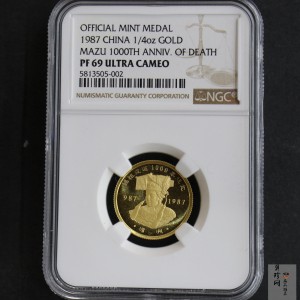 OFFICIAL MINT MEDAL
1987 CHINA 1/4oz GOLD
MAZU 1000TH ANNIV. OF DEATH
PF 69 ULTRA CAMEO
5813505-002
NUMISMATIC GUARANTY CORPORATION
NGC
987
1987